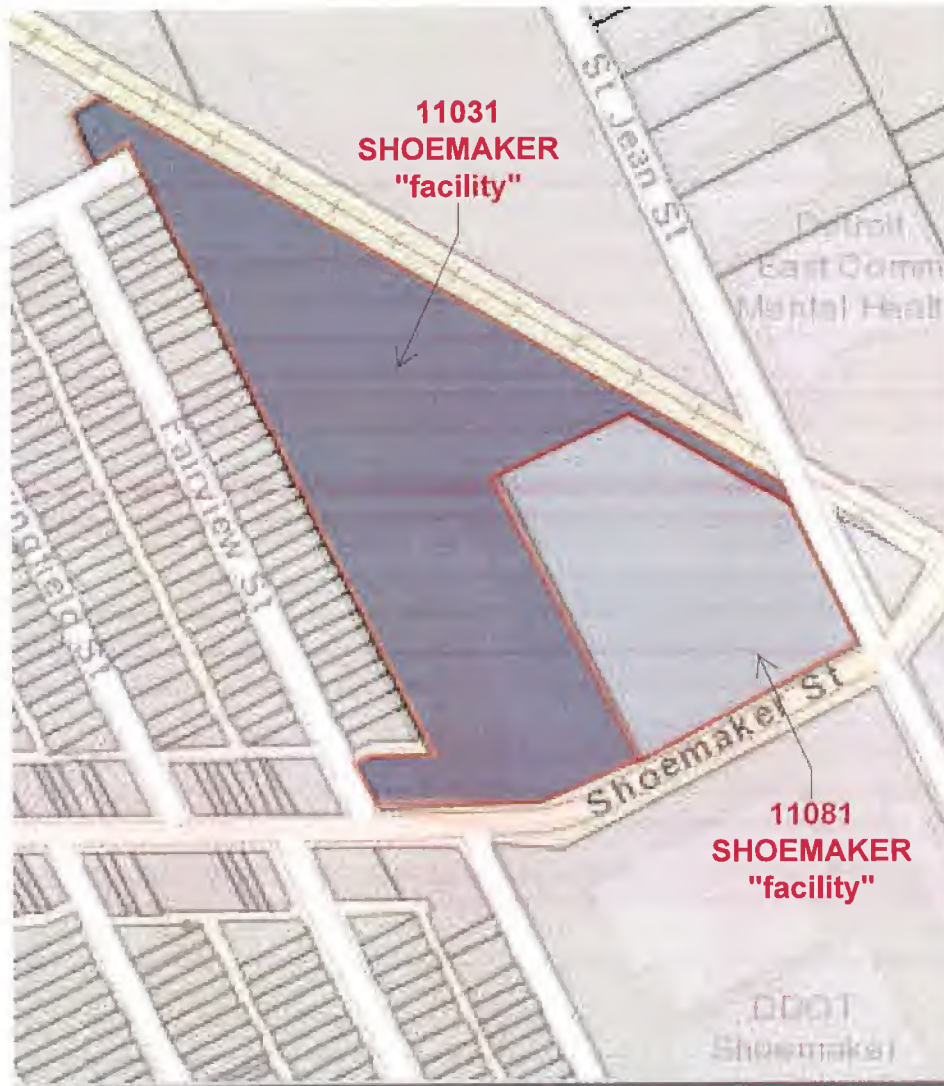 11031
SHOEMAKER
"facility"
St Jean St
Detroit
East Comm
Mental Healt
Fairview St
Shoemaker St
11081
SHOEMAKER
"facility"
DDOT
Shoemaker